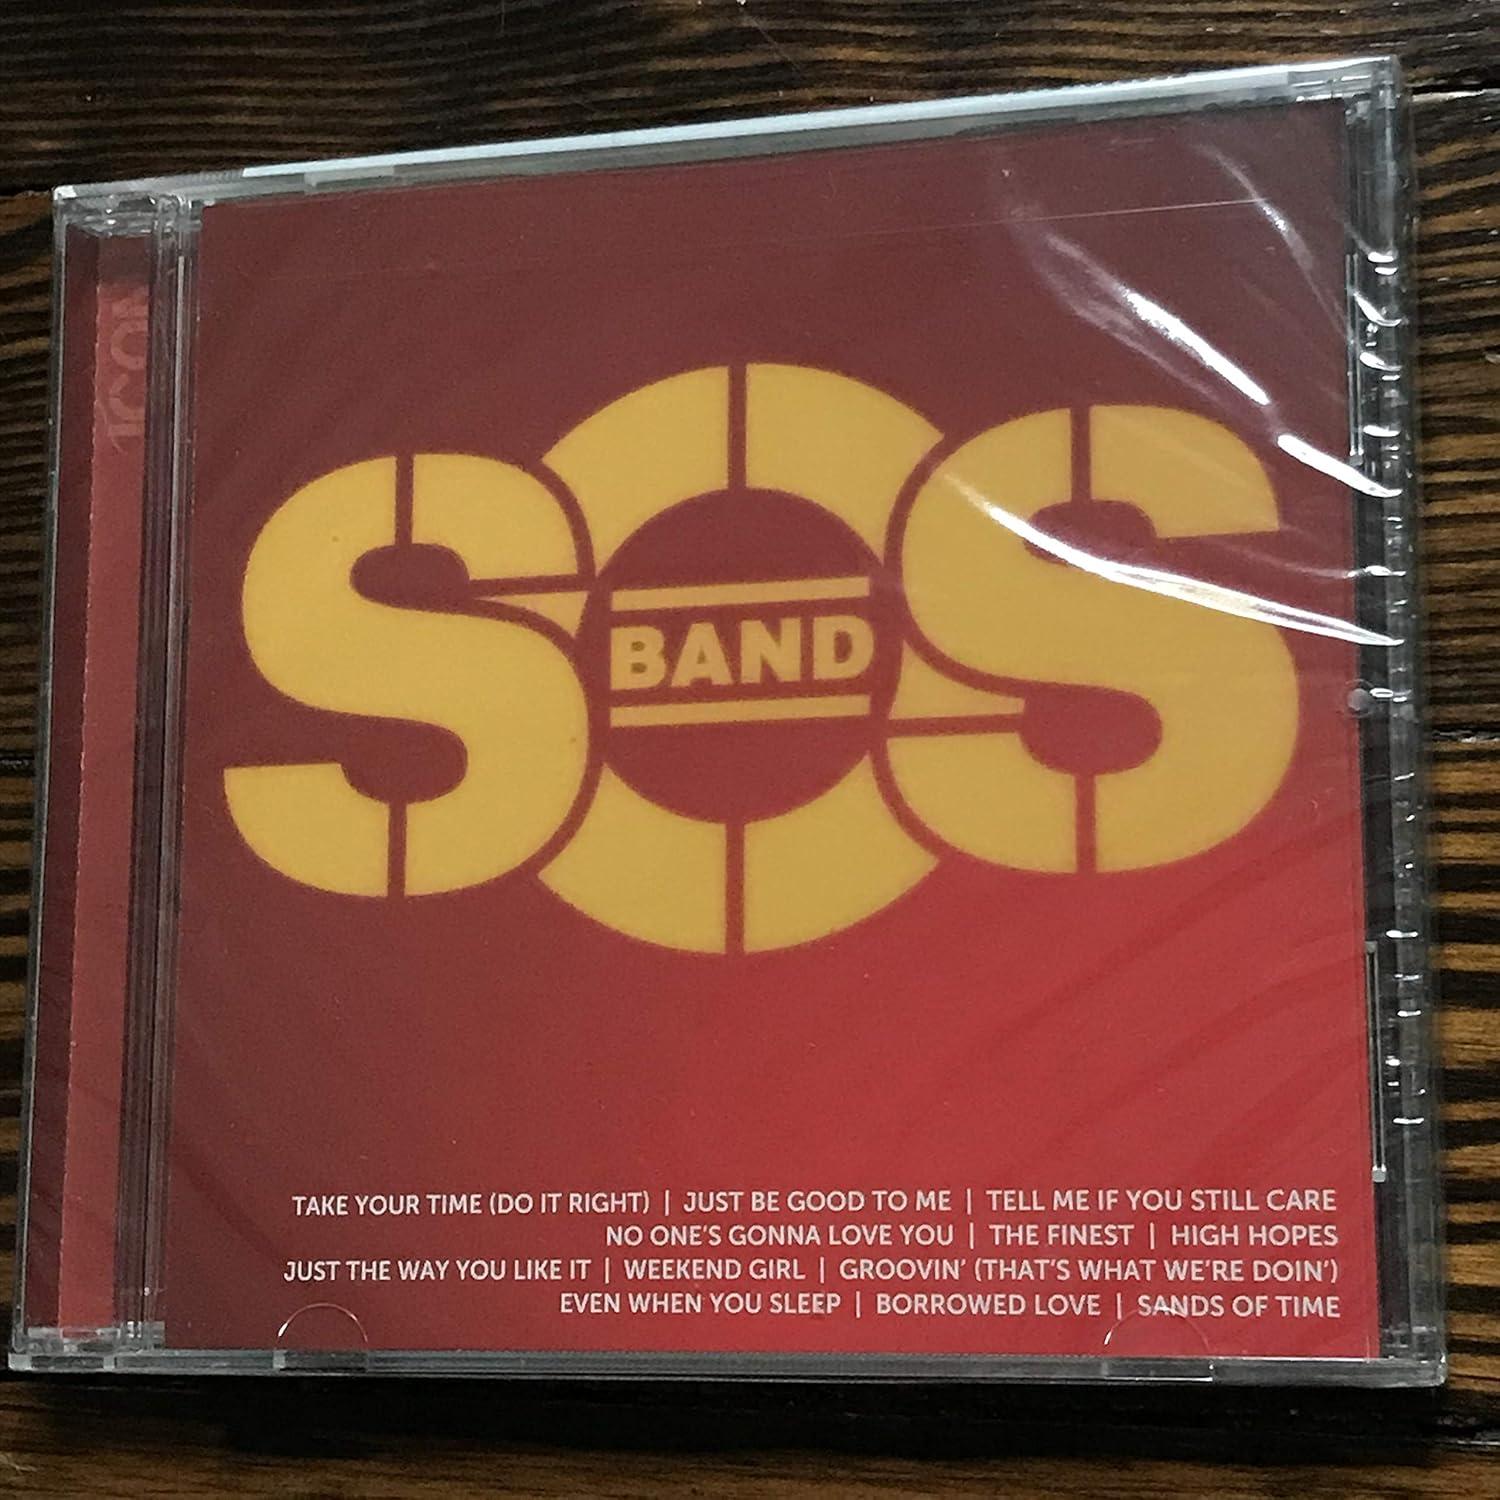 ICON
SOS
BAND
TAKE YOUR TIME (DO IT RIGHT) | JUST BE GOOD TO ME | TELL ME IF YOU STILL CARE
NO ONE'S GONNA LOVE YOU | THE FINEST | HIGH HOPES
JUST THE WAY YOU LIKE IT | WEEKEND GIRL | GROOVIN' (THAT'S WHAT WE'RE DOIN')
EVEN WHEN YOU SLEEP | BORROWED LOVE | SANDS OF TIME